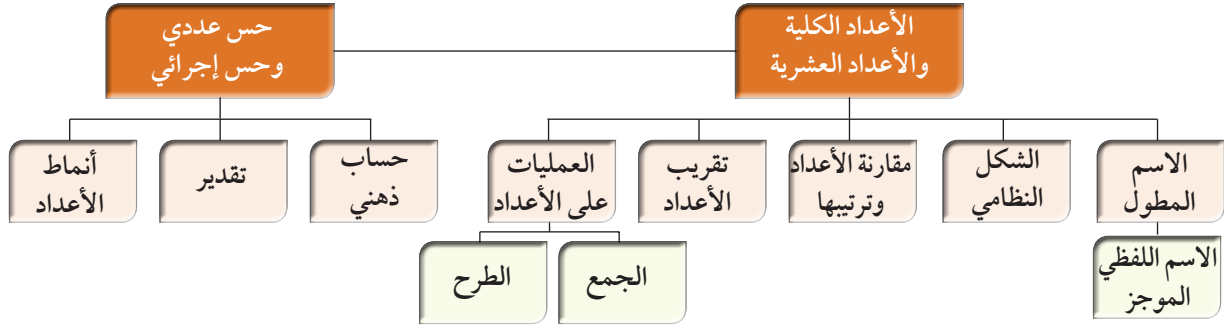 الأعداد الكلية
والأعداد العشرية
حس عددي
وحس إجرائي
الاسم
المطول
الشكل
النظامي
مقارنة الأعداد
وترتيبها
تقريب
الأعداد
العمليات
على الأعداد
حساب
ذهني
تقدير
أنماط
الأعداد
الاسم اللفظي
الموجز
الجمع
الطرح